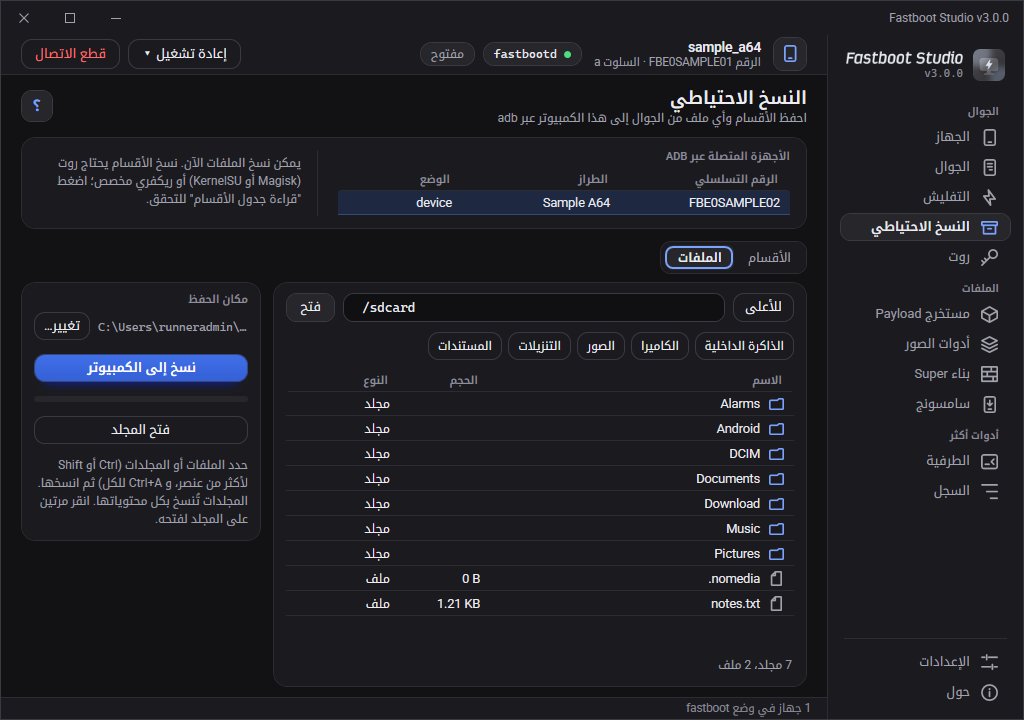 Fastboot Studio v3.0.0
Fastboot Studio
v3.0.0
الجوال
الجهاز
الجوال
التفليش
النسخ الاحتياطي
روت
الملفات
مستخرج Payload
أدوات الصور
بناء Super
سامسونج
أدوات أكثر
الطرفية
السجل
الإعدادات
حول
sample_a64
الرقم FBE0SAMPLE01 · السلوت a
fastbootd
مفتوح
إعادة تشغيل
قطع الاتصال
النسخ الاحتياطي
احفظ الأقسام وأي ملف من الجوال إلى هذا الكمبيوتر عبر adb
؟
الأجهزة المتصلة عبر ADB
الرقم التسلسلي الطراز الوضع
FBE0SAMPLE02 Sample A64 device
يمكن نسخ الملفات الآن. نسخ الأقسام يحتاج روت
(Magisk أو KernelSU) أو ريكفري مخصص؛ اضغط
"قراءة جدول الأقسام" للتحقق.
الأقسام الملفات
للأعلى /sdcard فتح
الذاكرة الداخلية الكاميرا الصور التنزيلات المستندات
الاسم الحجم النوع
Alarms مجلد
Android مجلد
DCIM مجلد
Documents مجلد
Download مجلد
Music مجلد
Pictures مجلد
.nomedia 0 B ملف
notes.txt 1.21 KB ملف
7 مجلد، 2 ملف
مكان الحفظ
C:\Users\runneradmin\... تغيير...
نسخ إلى الكمبيوتر
فتح المجلد
حدد الملفات أو المجلدات (Ctrl أو Shift
لأكثر من عنصر، و Ctrl+A للكل) ثم انسخها.
المجلدات تُنسخ بكل محتوياتها. انقر مرتين
على المجلد لفتحه.
1 جهاز في وضع fastboot